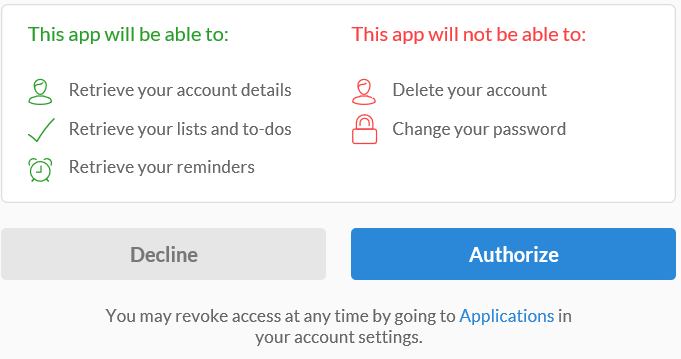 This app will be able to:
Retrieve your account details
Retrieve your lists and to-dos
Retrieve your reminders
This app will not be able to:
Delete your account
Change your password
Decline
Authorize
You may revoke access at any time by going to Applications in
your account settings.